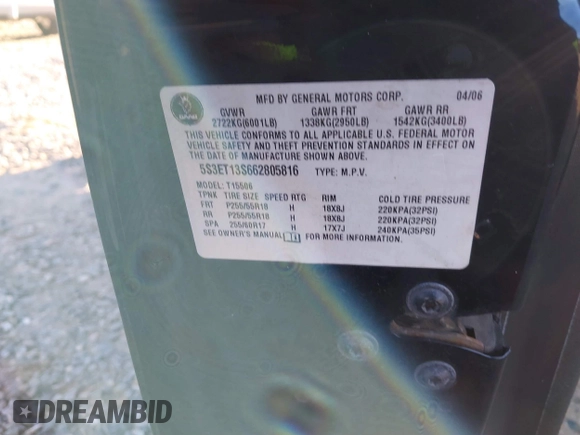 MFD BY GENERAL MOTORS CORP. 04/06
GVWR GAWR FRT GAWR RR
2722KG(6001LB) 1338KG(2950LB) 1542KG(3400LB)
THIS VEHICLE CONFORMS TO ALL APPLICABLE U.S. FEDERAL MOTOR
VEHICLE SAFETY AND THEFT PREVENTION STANDARDS IN EFFECT ON
THE DATE OF MANUFACTURE SHOWN ABOVE.
5S3ET13S662805816 TYPE: M.P.V.
MODEL: T15506
TPNK TIRE SIZE SPEED RTG RIM COLD TIRE PRESSURE
FRT P255/55R18 H 18X8J 220KPA(32PSI)
RR P255/55R18 H 18X8J 220KPA(32PSI)
SPA 255/60R17 H 17X7J 240KPA(35PSI)
SEE OWNER'S MANUAL FOR MORE INFORMATION.
DREAMBID